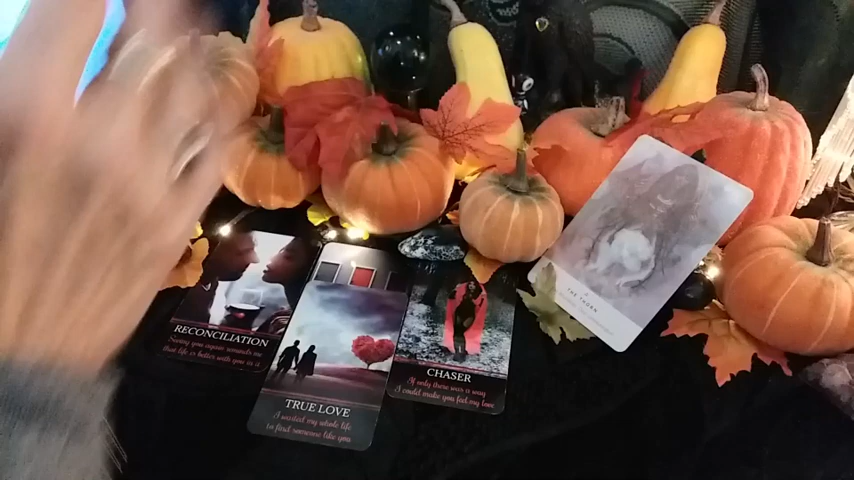 RECONCILIATION
Seeing you again reminds me
that life is better with you in it
TRUE LOVE
I waited my whole life
to find someone like you
CHASER
If only there was a way
I could make you feel my love
THE THORN